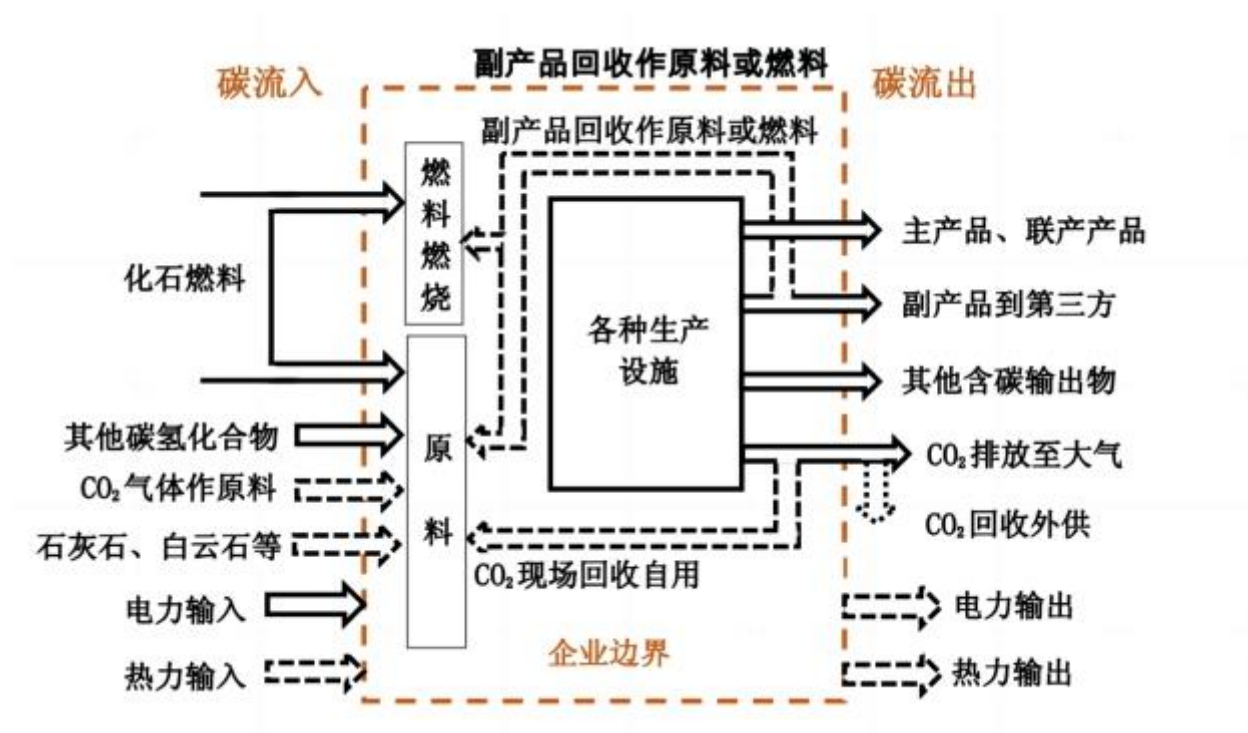 副产品回收作原料或燃料
碳流入
碳流出
副产品回收作原料或燃料
燃料燃烧
主产品、联产产品
化石燃料
副产品到第三方
各种生产
设施
其他含碳输出物
其他碳氢化合物
原料
CO₂排放至大气
CO₂气体作原料
CO₂回收外供
石灰石、白云石等
CO₂现场回收自用
电力输入
电力输出
企业边界
热力输入
热力输出